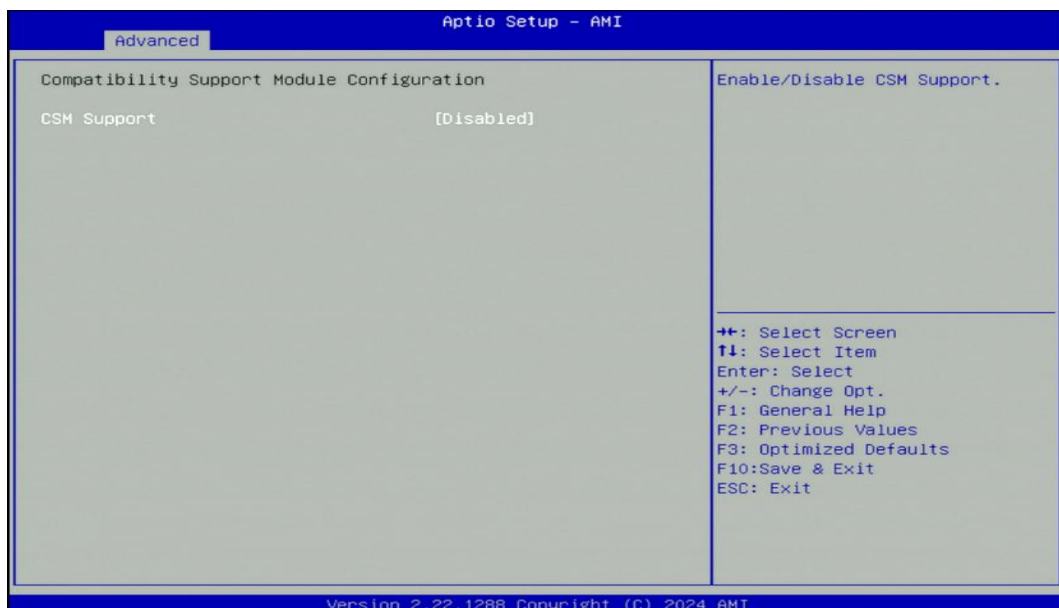 Aptio Setup – AMI
Advanced
Compatibility Support Module Configuration
CSM Support [Disabled]
Enable/Disable CSM Support.
→←: Select Screen
↑↓: Select Item
Enter: Select
+/-: Change Opt.
F1: General Help
F2: Previous Values
F3: Optimized Defaults
F10:Save & Exit
ESC: Exit
Version 2.22.1288 Copyright (C) 2024 AMI